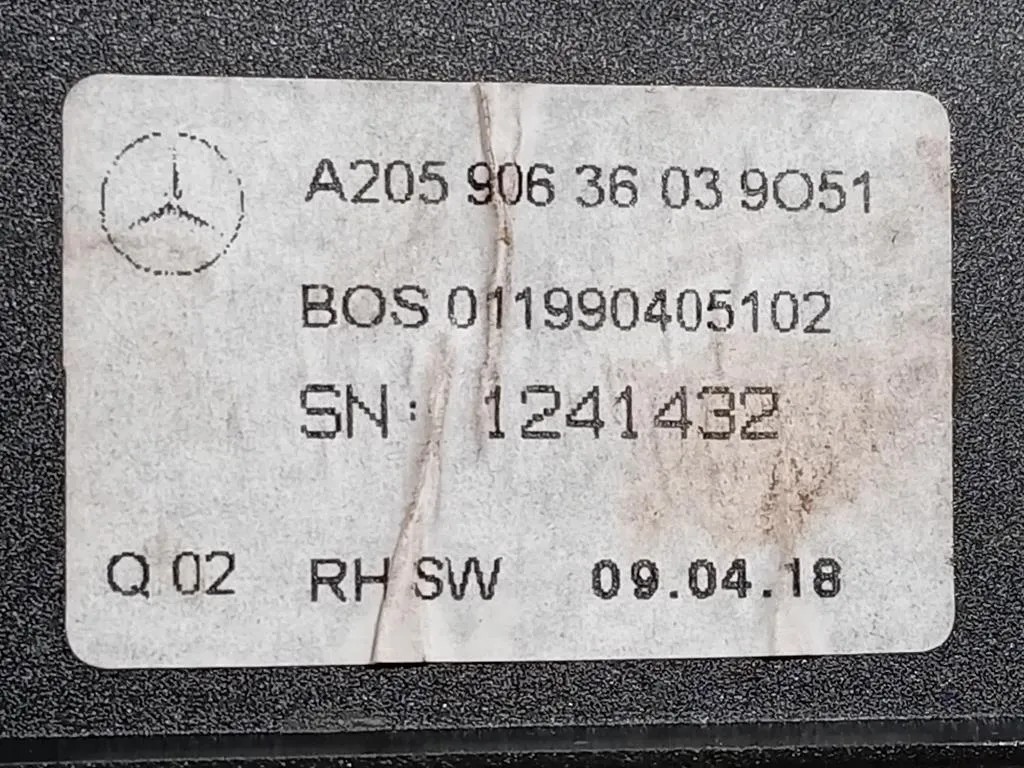 A205 906 36 03 9O51
BOS 011990405102
SN: 1241432
Q 02 RH SW 09.04.18